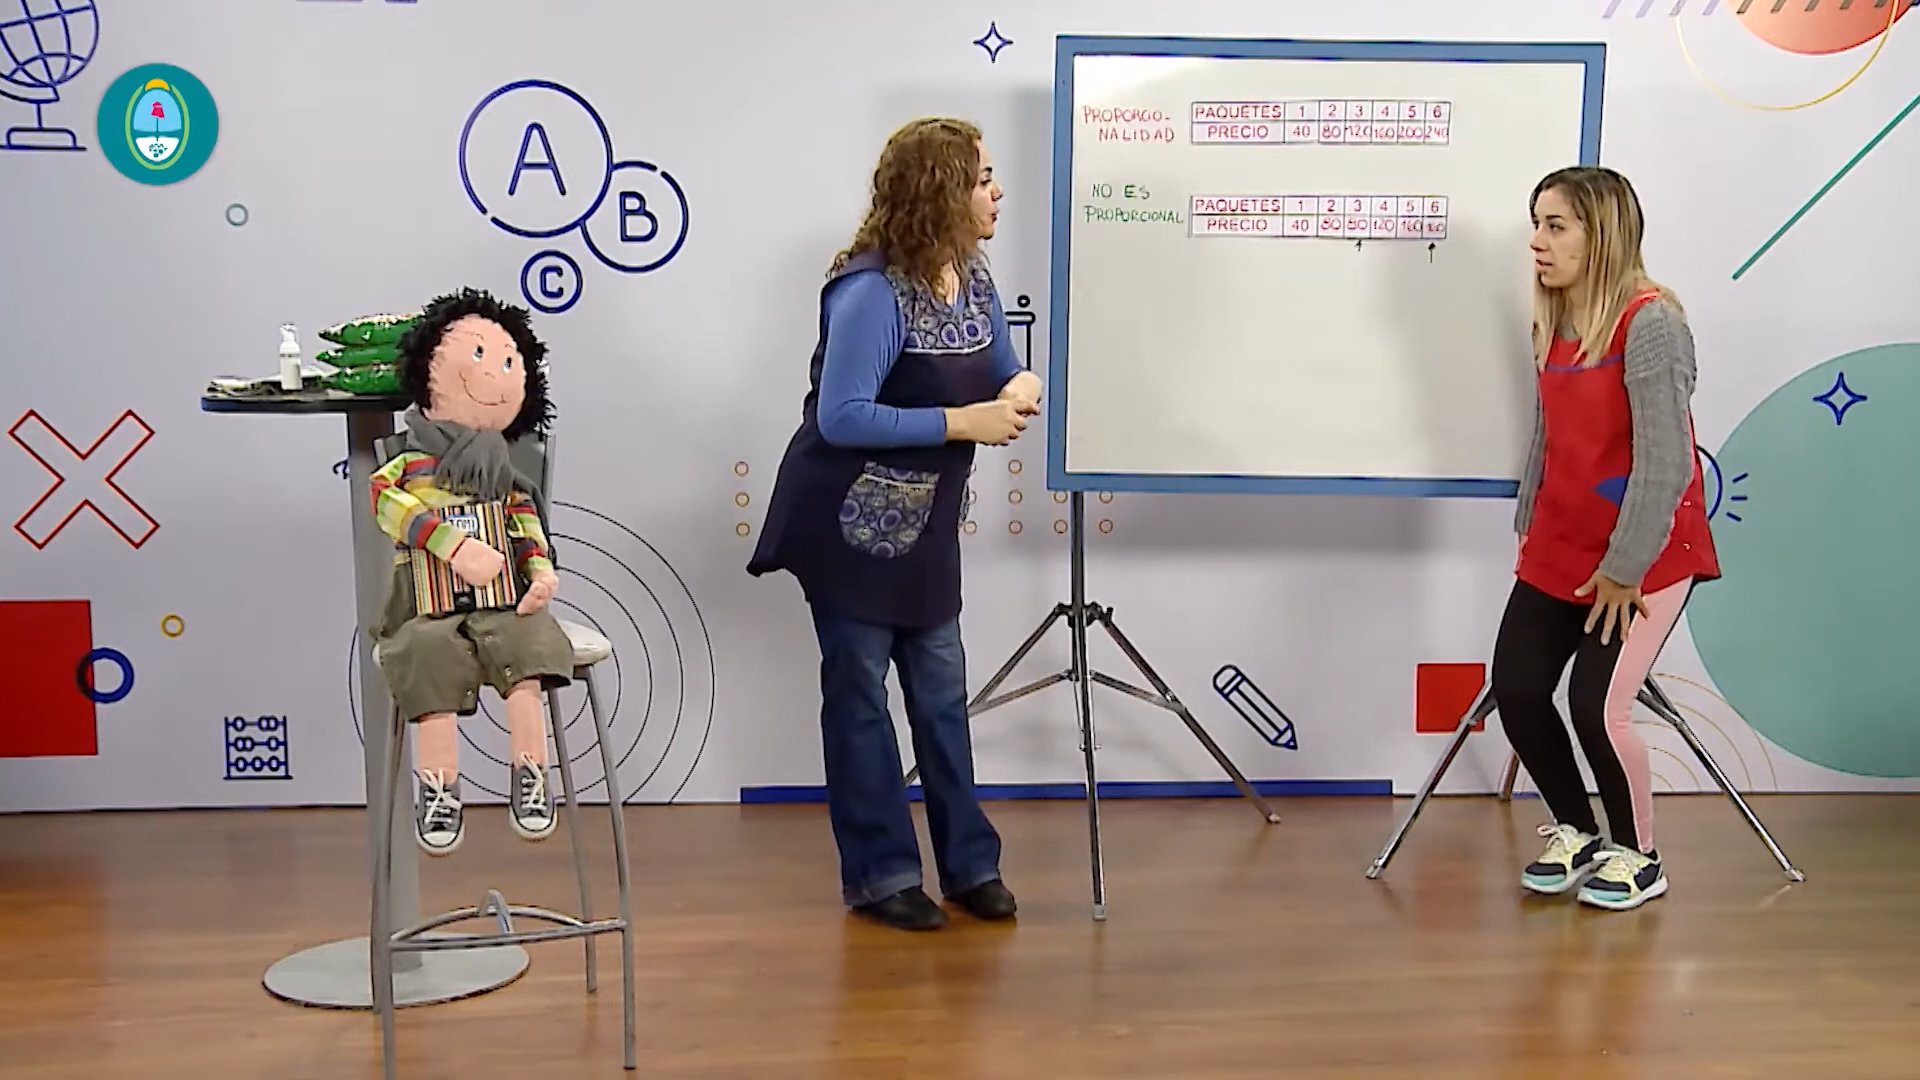 A
B
C
PROPORCIO-
NALIDAD
PAQUETES 1 2 3 4 5 6
PRECIO 40 80 120 160 200 240
NO ES
PROPORCIONAL
PAQUETES 1 2 3 4 5 6
PRECIO 40 80 80 120 160 160